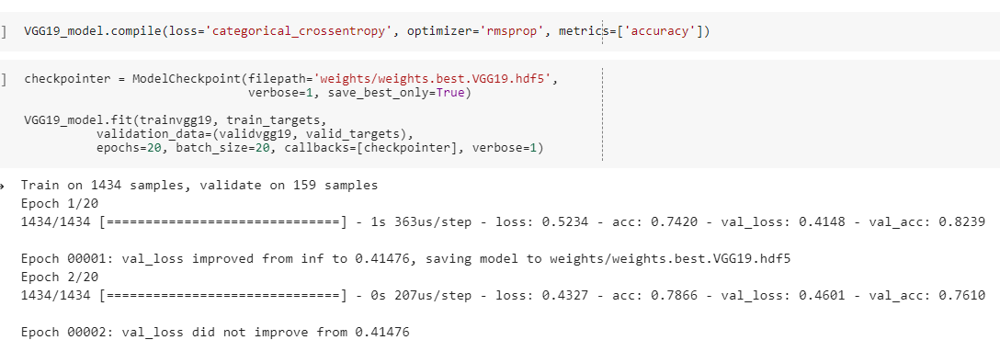 ] VGG19_model.compile(loss='categorical_crossentropy', optimizer='rmsprop', metrics=['accuracy'])
] checkpointer = ModelCheckpoint(filepath='weights/weights.best.VGG19.hdf5',
verbose=1, save_best_only=True)
VGG19_model.fit(trainvgg19, train_targets,
validation_data=(validvgg19, valid_targets),
epochs=20, batch_size=20, callbacks=[checkpointer], verbose=1)
Train on 1434 samples, validate on 159 samples
Epoch 1/20
1434/1434 [==============================] - 1s 363us/step - loss: 0.5234 - acc: 0.7420 - val_loss: 0.4148 - val_acc: 0.8239
Epoch 00001: val_loss improved from inf to 0.41476, saving model to weights/weights.best.VGG19.hdf5
Epoch 2/20
1434/1434 [==============================] - 0s 207us/step - loss: 0.4327 - acc: 0.7866 - val_loss: 0.4601 - val_acc: 0.7610
Epoch 00002: val_loss did not improve from 0.41476